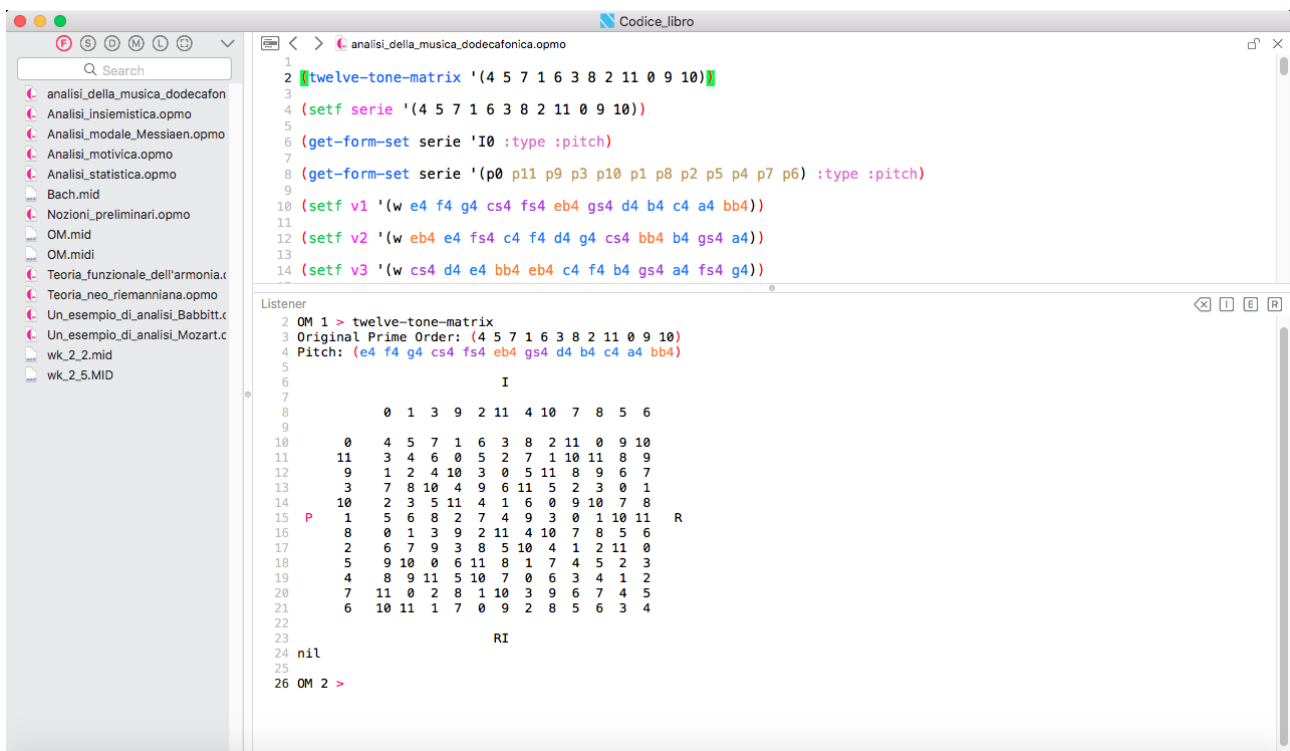 Codice_libro
F S D M L
analisi_della_musica_dodecafonica.opmo
Search
analisi_della_musica_dodecafon
Analisi_insiemistica.opmo
Analisi_modale_Messiaen.opmo
Analisi_motivica.opmo
Analisi_statistica.opmo
Bach.mid
Nozioni_preliminari.opmo
OM.mid
OM.midi
Teoria_funzionale_dell'armonia.c
Teoria_neo_riemanniana.opmo
Un_esempio_di_analisi_Babbitt.c
Un_esempio_di_analisi_Mozart.c
wk_2_2.mid
wk_2_5.MID
1
2 (twelve-tone-matrix '(4 5 7 1 6 3 8 2 11 0 9 10))
3
4 (setf serie '(4 5 7 1 6 3 8 2 11 0 9 10))
5
6 (get-form-set serie 'I0 :type :pitch)
7
8 (get-form-set serie '(p0 p11 p9 p3 p10 p1 p8 p2 p5 p4 p7 p6) :type :pitch)
9
10 (setf v1 '(w e4 f4 g4 cs4 fs4 eb4 gs4 d4 b4 c4 a4 bb4))
11
12 (setf v2 '(w eb4 e4 fs4 c4 f4 d4 g4 cs4 bb4 b4 gs4 a4))
13
14 (setf v3 '(w cs4 d4 e4 bb4 eb4 c4 f4 b4 gs4 a4 fs4 g4))
Listener
I E R
2 OM 1 > twelve-tone-matrix
3 Original Prime Order: (4 5 7 1 6 3 8 2 11 0 9 10)
4 Pitch: (e4 f4 g4 cs4 fs4 eb4 gs4 d4 b4 c4 a4 bb4)
5
6 I
7
8 0 1 3 9 2 11 4 10 7 8 5 6
9
10 0 4 5 7 1 6 3 8 2 11 0 9 10
11 11 3 4 6 0 5 2 7 1 10 11 8 9
12 9 1 2 4 10 3 0 5 11 8 9 6 7
13 3 7 8 10 4 9 6 11 5 2 3 0 1
14 10 2 3 5 11 4 1 6 0 9 10 7 8
15 P 1 5 6 8 2 7 4 9 3 0 1 10 11 R
16 8 0 1 3 9 2 11 4 10 7 8 5 6
17 2 6 7 9 3 8 5 10 4 1 2 11 0
18 5 9 10 0 6 11 8 1 7 4 5 2 3
19 4 8 9 11 5 10 7 0 6 3 4 1 2
20 7 11 0 2 8 1 10 3 9 6 7 4 5
21 6 10 11 1 7 0 9 2 8 5 6 3 4
22
23 RI
24 nil
25
26 OM 2 >